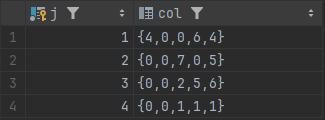 j col
1 1 {4,0,0,6,4}
2 2 {0,0,7,0,5}
3 3 {0,0,2,5,6}
4 4 {0,0,1,1,1}